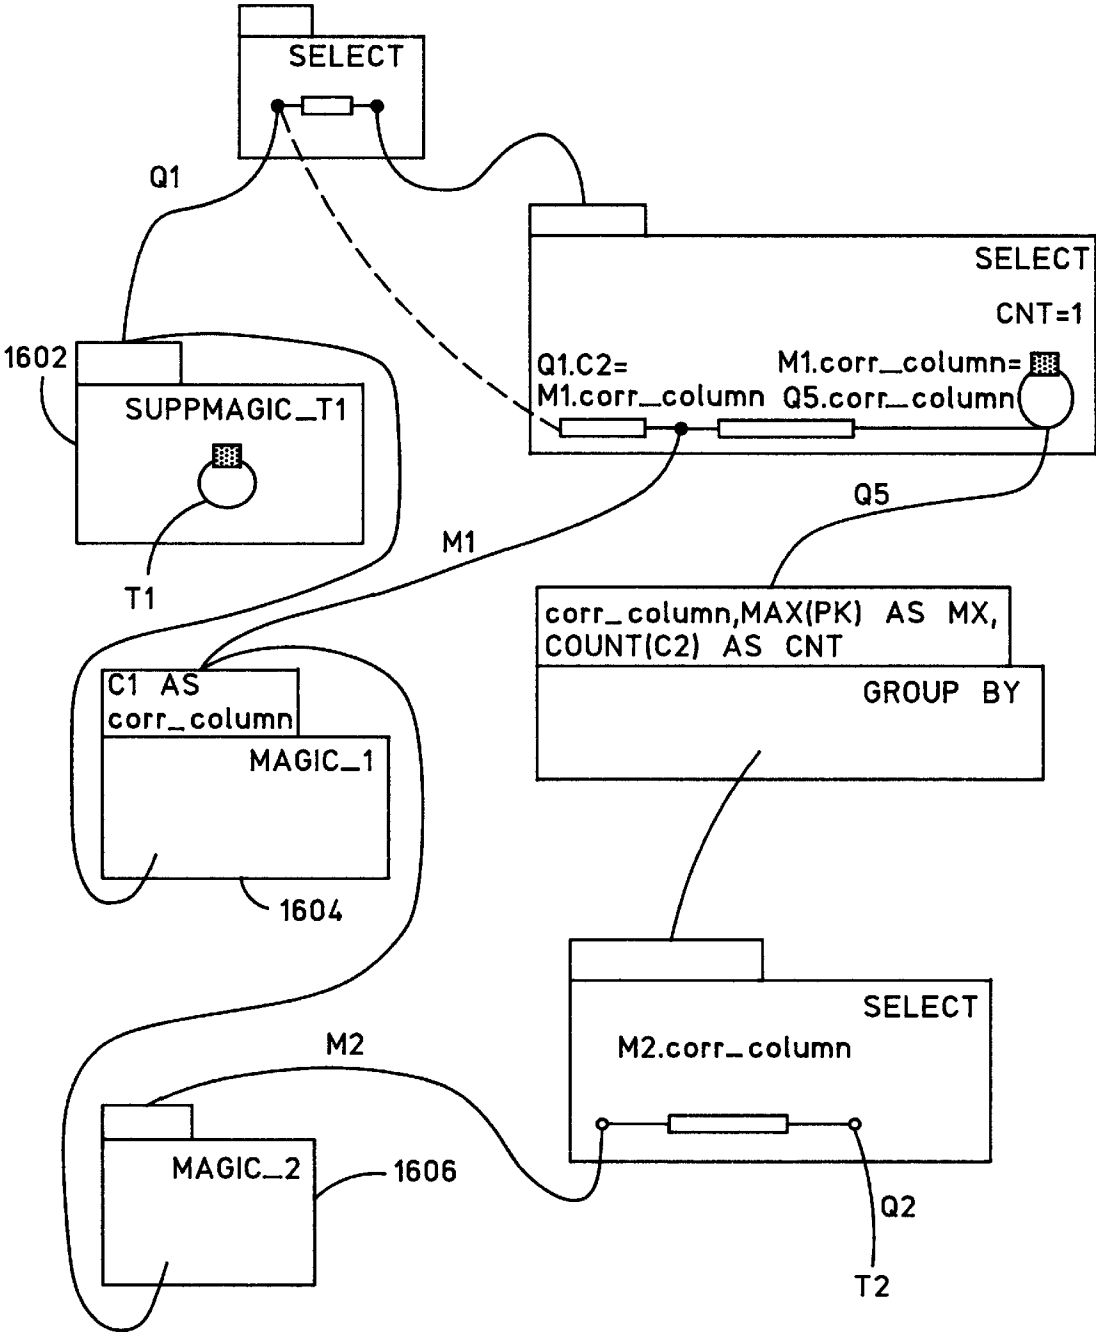 SELECT
Q1
SELECT
CNT=1
1602
Q1.C2=
M1.corr_column=
M1.corr_column
Q5.corr_column
SUPPMAGIC_T1
Q5
M1
T1
corr_column,MAX(PK) AS MX,
COUNT(C2) AS CNT
C1 AS
corr_column
GROUP BY
MAGIC_1
1604
SELECT
M2
M2.corr_column
MAGIC_2
1606
Q2
T2